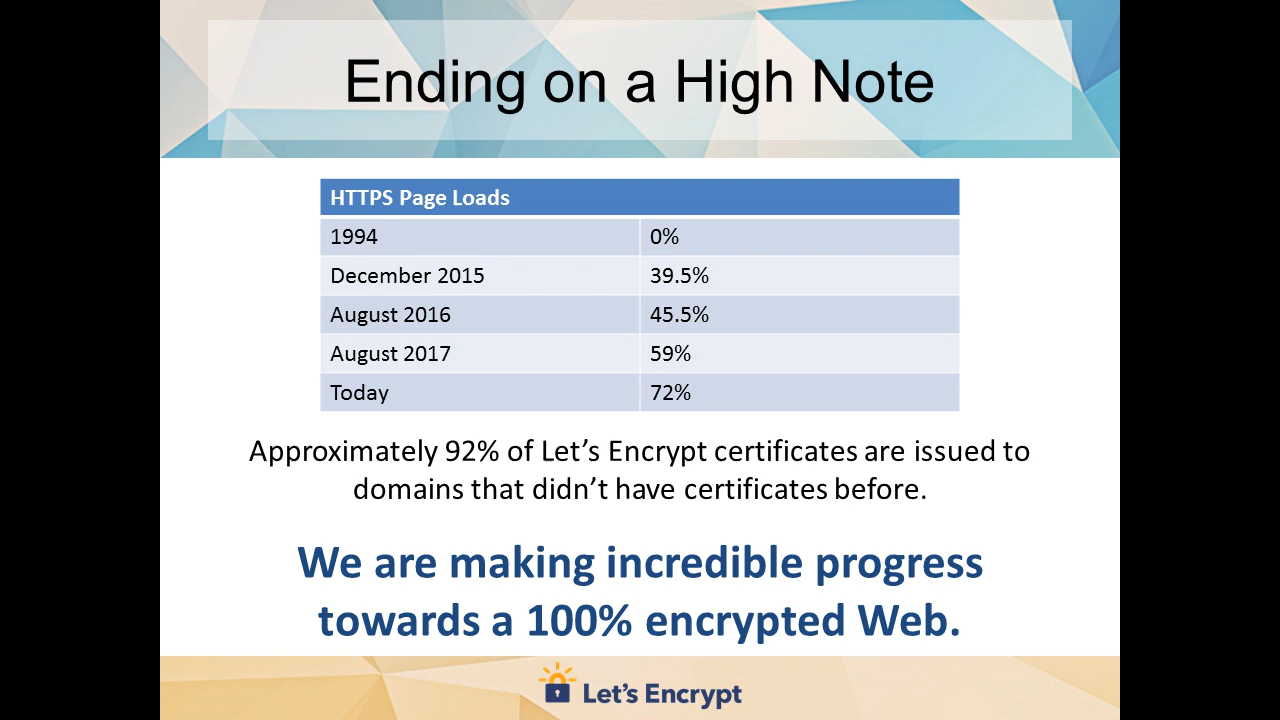 Ending on a High Note
HTTPS Page Loads
1994 0%
December 2015 39.5%
August 2016 45.5%
August 2017 59%
Today 72%
Approximately 92% of Let’s Encrypt certificates are issued to
domains that didn’t have certificates before.
We are making incredible progress
towards a 100% encrypted Web.
Let’s Encrypt